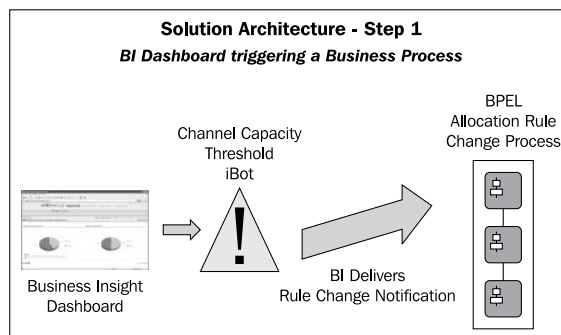 Solution Architecture - Step 1
BI Dashboard triggering a Business Process
BPEL
Allocation Rule
Change Process
Channel Capacity
Threshold
iBot
!
Business Insight
Dashboard
BI Delivers
Rule Change Notification